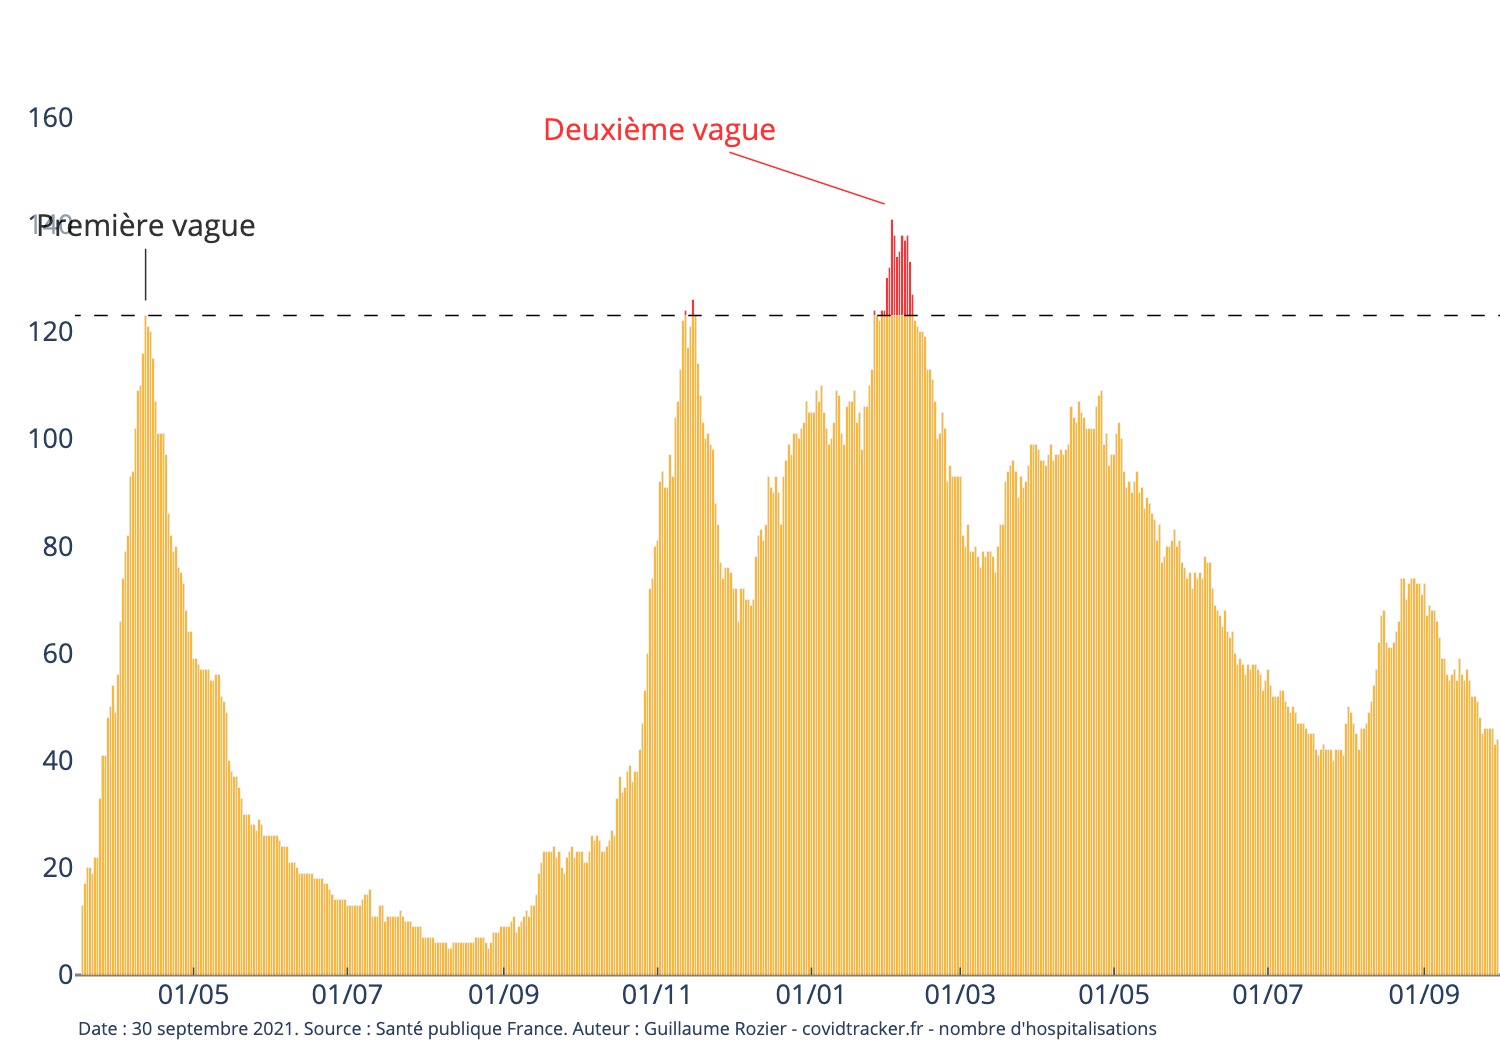 160
Deuxième vague
140
Première vague
120
100
80
60
40
20
0
01/05 01/07 01/09 01/11 01/01 01/03 01/05 01/07 01/09
Date : 30 septembre 2021. Source : Santé publique France. Auteur : Guillaume Rozier - covidtracker.fr - nombre d'hospitalisations